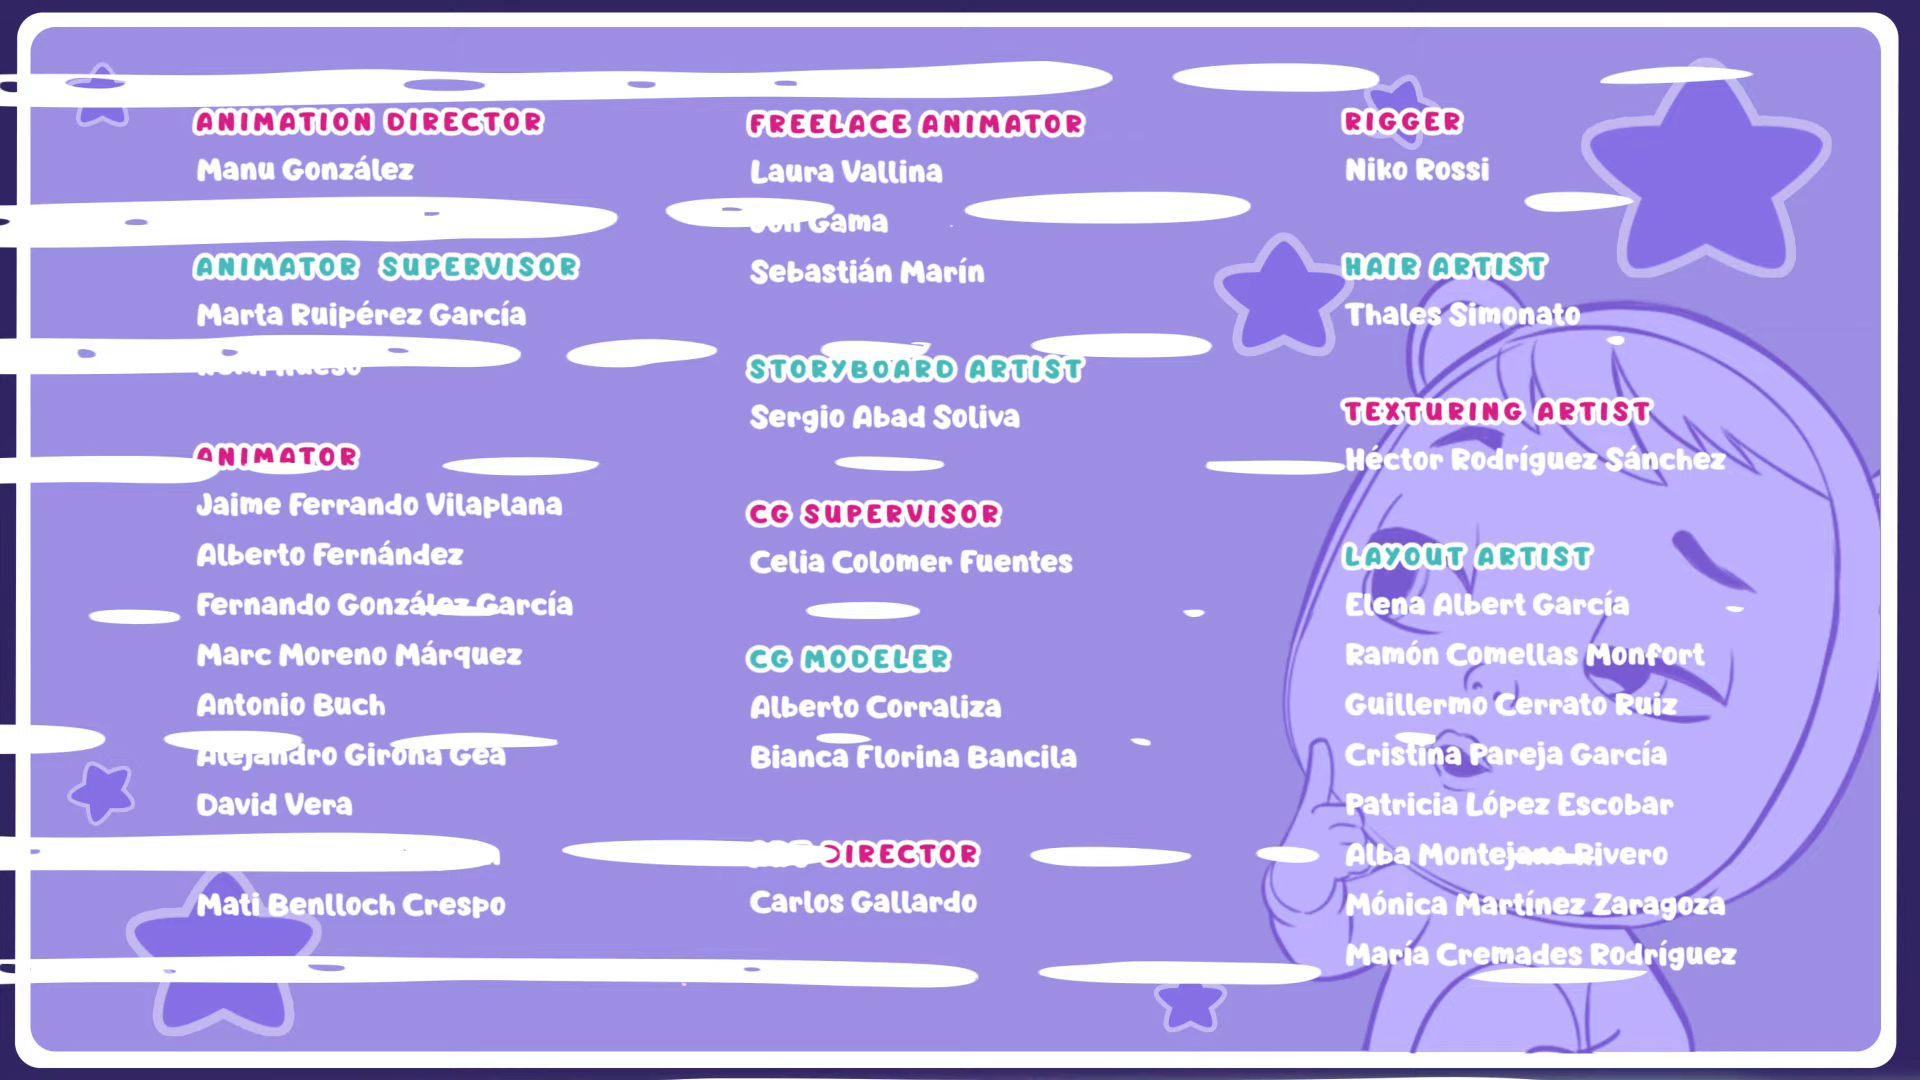 ANIMATION DIRECTOR
Manu González
ANIMATOR SUPERVISOR
Marta Ruipérez García
ANIMATOR
Jaime Ferrando Vilaplana
Alberto Fernández
Fernando González García
Marc Moreno Márquez
Antonio Buch
Alejandro Girona Gea
David Vera
Mati Benlloch Crespo
FREELACE ANIMATOR
Laura Vallina
Gama
Sebastián Marín
STORYBOARD ARTIST
Sergio Abad Soliva
CG SUPERVISOR
Celia Colomer Fuentes
CG MODELER
Alberto Corraliza
Bianca Florina Bancila
DIRECTOR
Carlos Gallardo
RIGGER
Niko Rossi
HAIR ARTIST
Thales Simonato
TEXTURING ARTIST
Héctor Rodríguez Sánchez
LAYOUT ARTIST
Elena Albert García
Ramón Comellas Monfort
Guillermo Cerrato Ruiz
Cristina Pareja García
Patricia López Escobar
Alba Montejano Rivero
Mónica Martínez Zaragoza
María Cremades Rodríguez